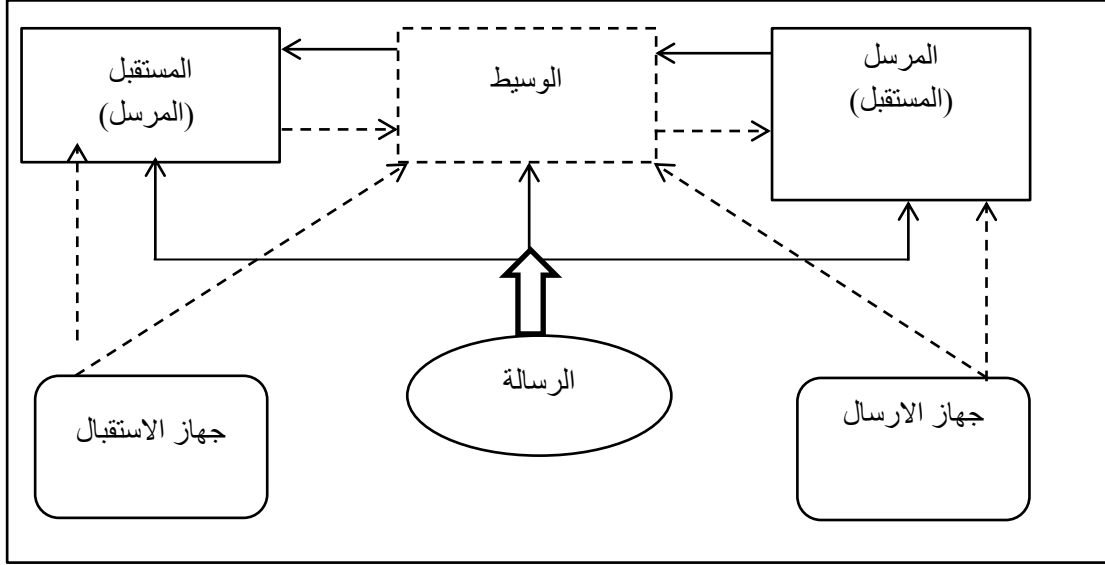 المرسل
(المستقبل)
الوسيط
المستقبل
(المرسل)
جهاز الارسال
الرسالة
جهاز الاستقبال